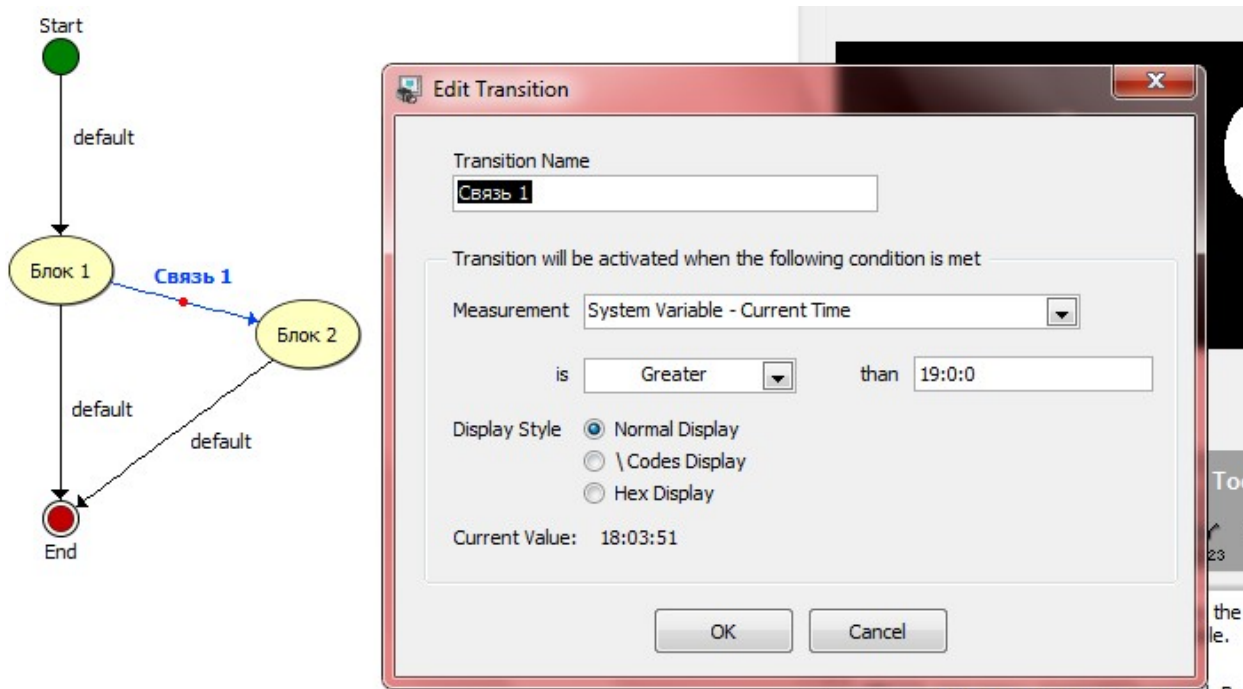 Start
default
Блок 1
Связь 1
Блок 2
default
default
End
Edit Transition
Transition Name
Связь 1
Transition will be activated when the following condition is met
Measurement System Variable - Current Time
is Greater than 19:0:0
Display Style Normal Display
\ Codes Display
Hex Display
Current Value: 18:03:51
OK Cancel
23
the
le.